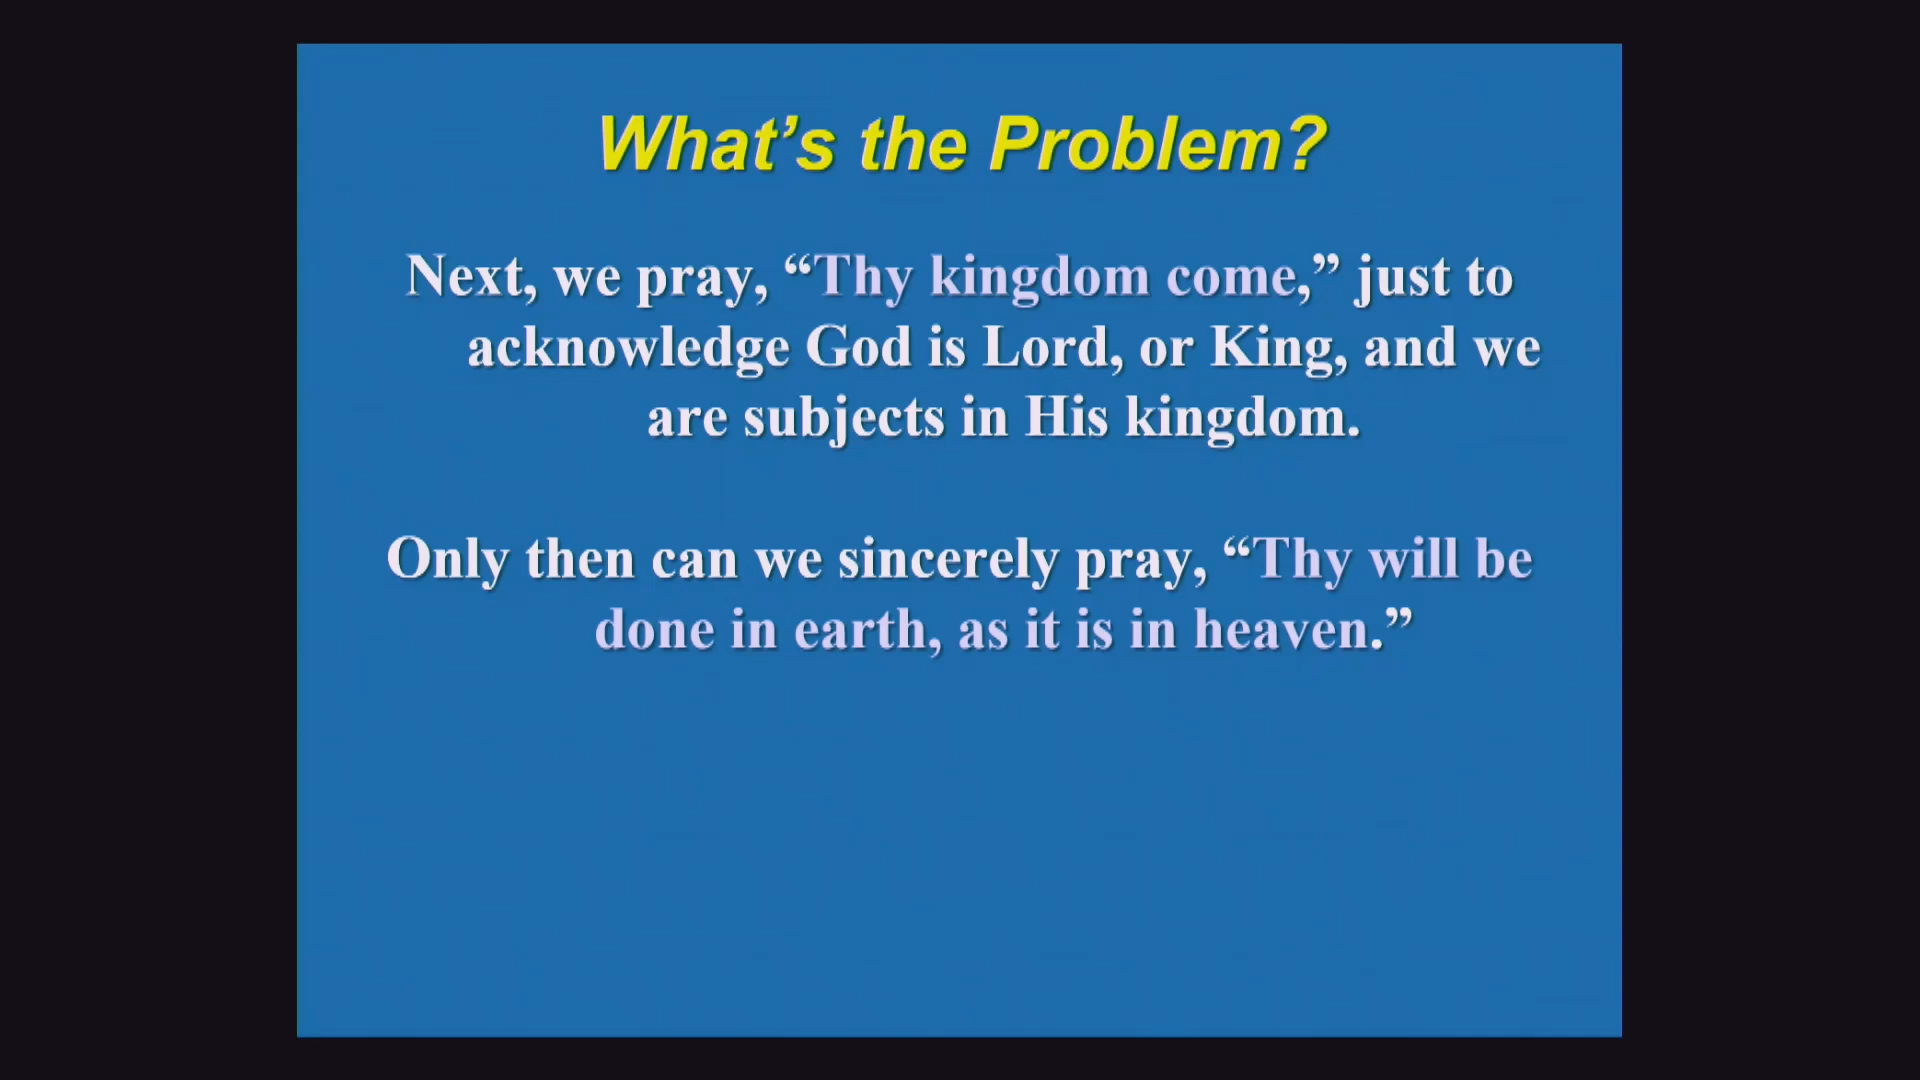 What’s the Problem?
Next, we pray, “Thy kingdom come,” just to
acknowledge God is Lord, or King, and we
are subjects in His kingdom.
Only then can we sincerely pray, “Thy will be
done in earth, as it is in heaven.”